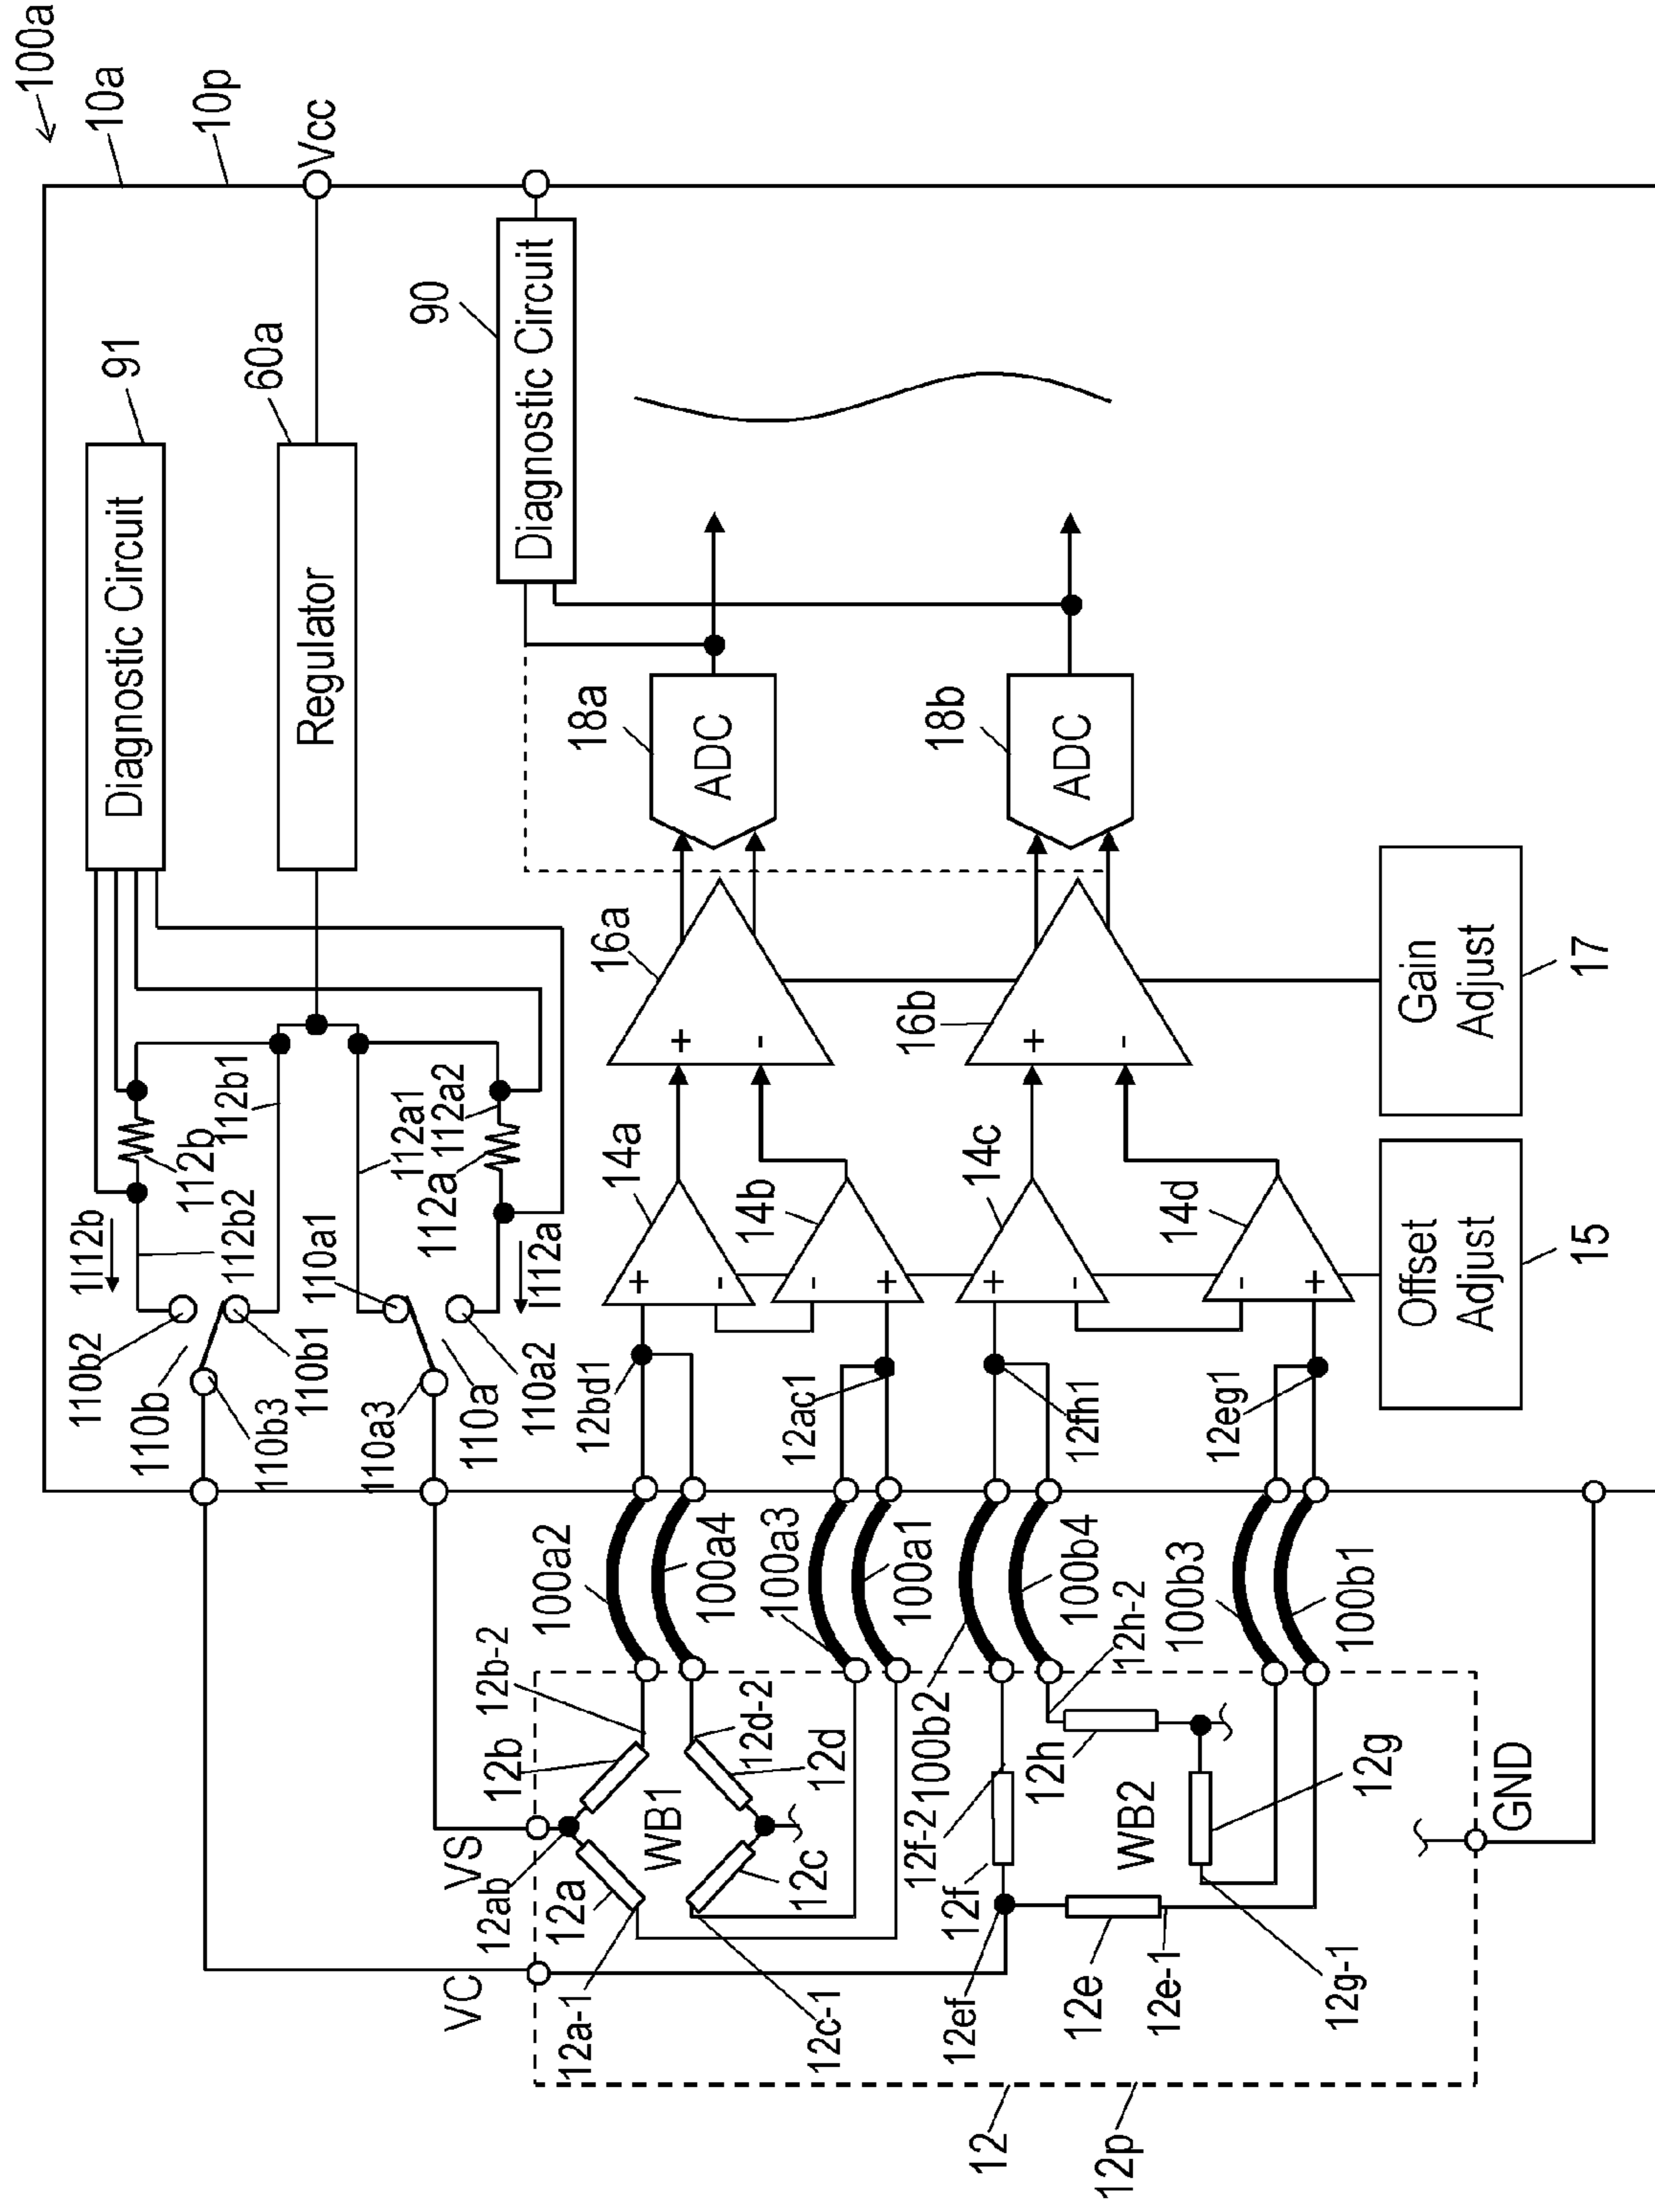 100a
10a
10p
Vcc
91
Diagnostic Circuit
60a
Regulator
90
Diagnostic Circuit
112b
112b1
112b2
1I12b
112a1
112a2
112a
I112a
110b2
110b
110b3
110b1
110a1
110a3
110a
110a2
18a
ADC
18b
ADC
16a
+
-
16b
+
-
14a
+
-
14b
-
+
14c
+
-
14d
-
+
Gain
Adjust
17
Offset
Adjust
15
12bd1
12ac1
12fh1
12eg1
100a2
100a4
100a3
100a1
100b2
100b4
100b3
100b1
VS
VC
12ab
12a
12a-1
12b
12b-2
WB1
12d-2
12d
12c
12c-1
12f-2
12f
12ef
12h-2
12h
WB2
12g
12g-1
12e
12e-1
GND
12
12p